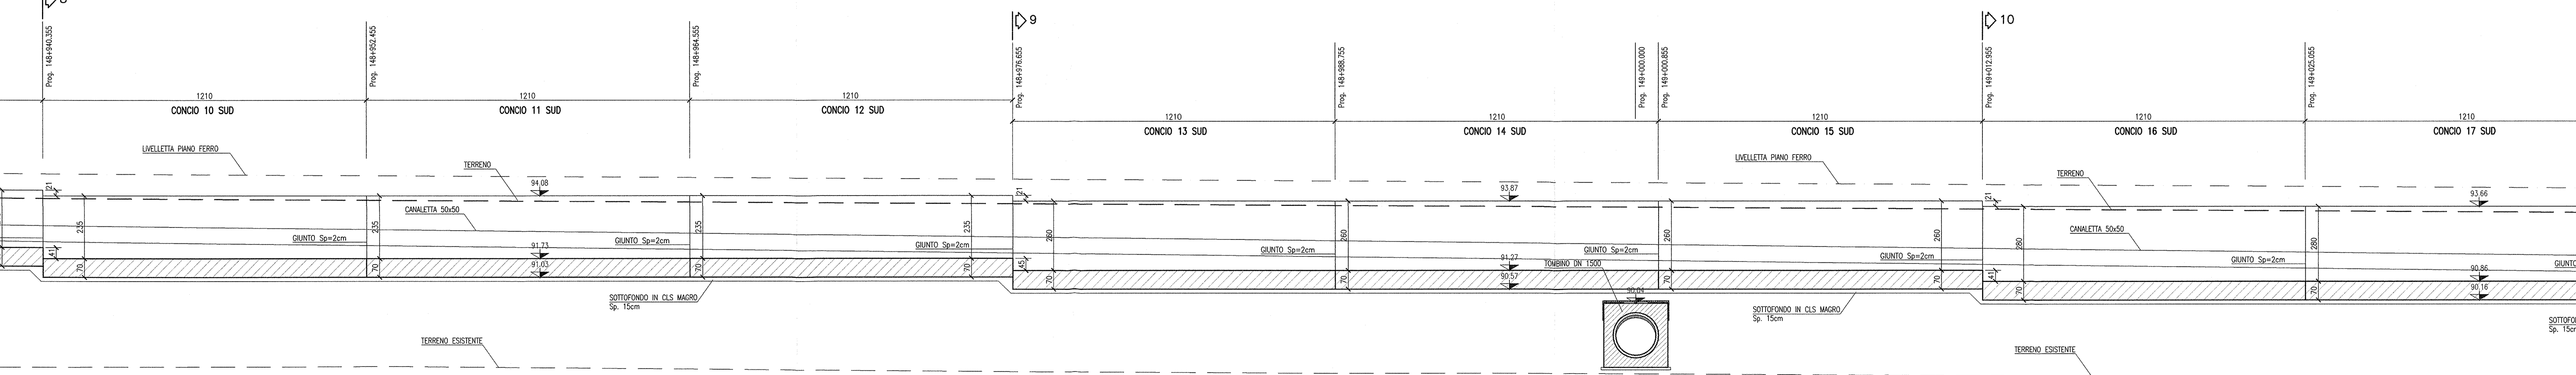 9
10
Prog. 148+940.355
Prog. 148+952.455
Prog. 148+964.555
Prog. 148+976.655
Prog. 148+988.755
Prog. 149+000.000
Prog. 149+000.855
Prog. 149+012.955
Prog. 149+025.055
1210
1210
1210
1210
1210
1210
1210
1210
CONCIO 10 SUD
CONCIO 11 SUD
CONCIO 12 SUD
CONCIO 13 SUD
CONCIO 14 SUD
CONCIO 15 SUD
CONCIO 16 SUD
CONCIO 17 SUD
LIVELLETTA PIANO FERRO
TERRENO
LIVELLETTA PIANO FERRO
TERRENO
21
94.08
21
93.87
21
93.66
235
CANALETTA 50x50
235
235
235
260
260
260
260
280
CANALETTA 50x50
280
GIUNTO Sp=2cm
GIUNTO Sp=2cm
GIUNTO Sp=2cm
GIUNTO Sp=2cm
GIUNTO Sp=2cm
GIUNTO Sp=2cm
GIUNTO Sp=2cm
41
91.73
45
91.27
41
90.86
70
70
91.03
70
70
70
70
90.57
70
70
70
70
90.16
TOMBINO DN 1500
90.04
SOTTOFONDO IN CLS MAGRO
Sp. 15cm
SOTTOFONDO IN CLS MAGRO
Sp. 15cm
TERRENO ESISTENTE
TERRENO ESISTENTE